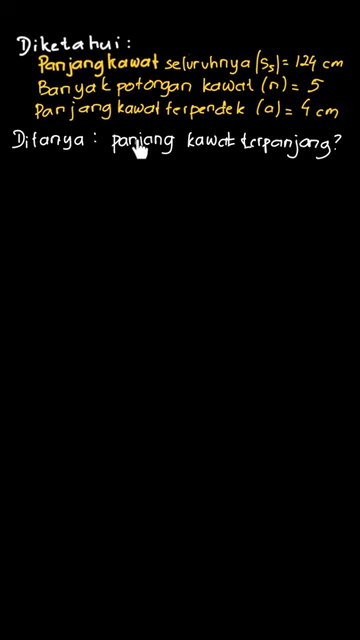 Diketahui:
Panjang kawat seluruhnya (S₅) = 124 cm
Banyak potongan kawat (n) = 5
Panjang kawat terpendek (a) = 4 cm
Ditanya : panjang kawat terpanjang?